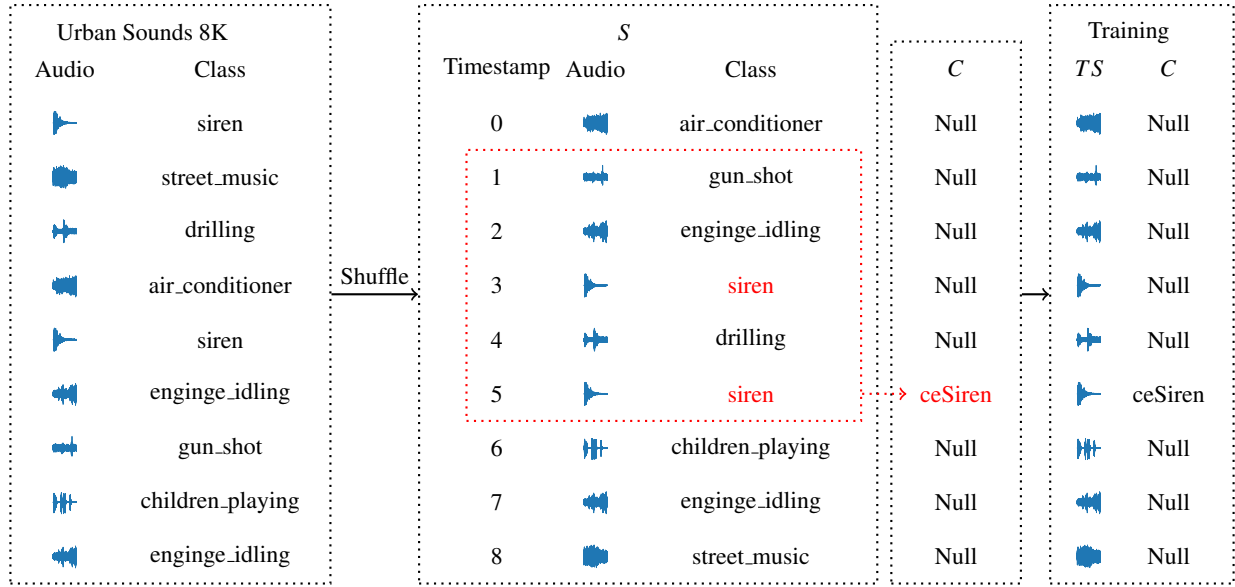 Urban Sounds 8K S Training
Audio Class Timestamp Audio Class C TS C
siren 0 air_conditioner Null Null
street_music 1 gun_shot Null Null
drilling 2 enginge_idling Null Null
air_conditioner Shuffle 3 siren Null Null
siren 4 drilling Null Null
enginge_idling 5 siren ceSiren ceSiren
gun_shot 6 children_playing Null Null
children_playing 7 enginge_idling Null Null
enginge_idling 8 street_music Null Null